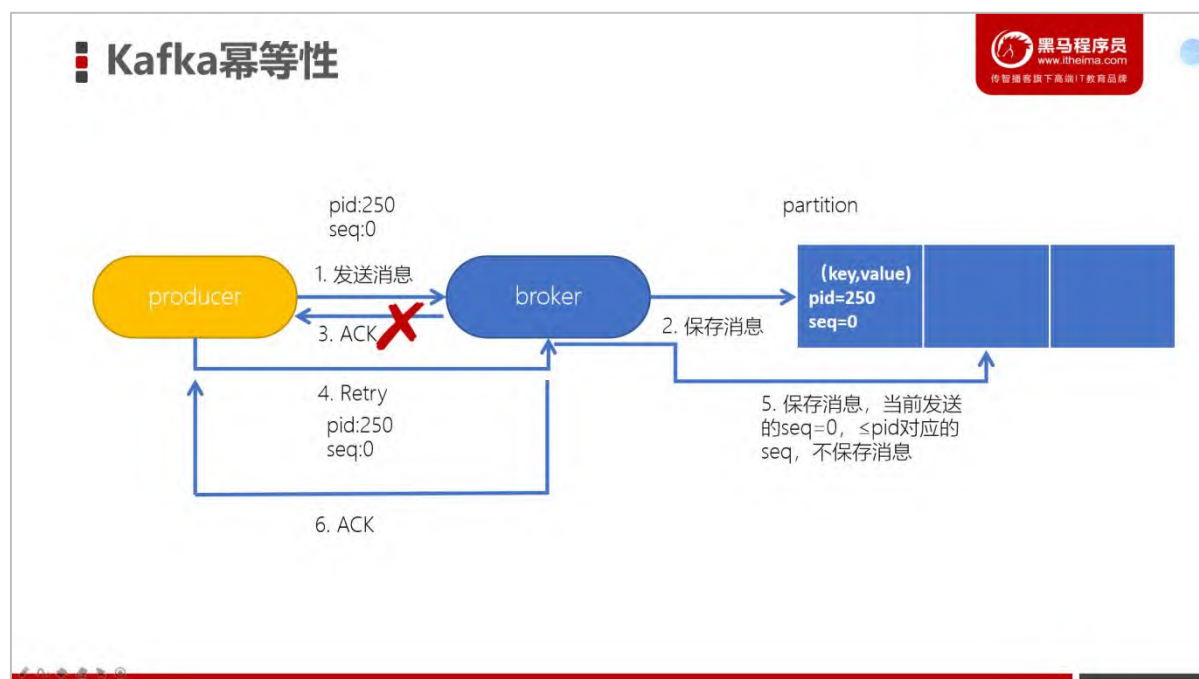 Kafka幂等性
黑马程序员
www.itheima.com
传智播客旗下高端IT教育品牌
pid:250
seq:0
partition
1. 发送消息
producer
broker
(key,value)
pid=250
seq=0
3. ACK
2. 保存消息
4. Retry
pid:250
seq:0
5. 保存消息，当前发送
的seq=0，≤pid对应的
seq，不保存消息
6. ACK